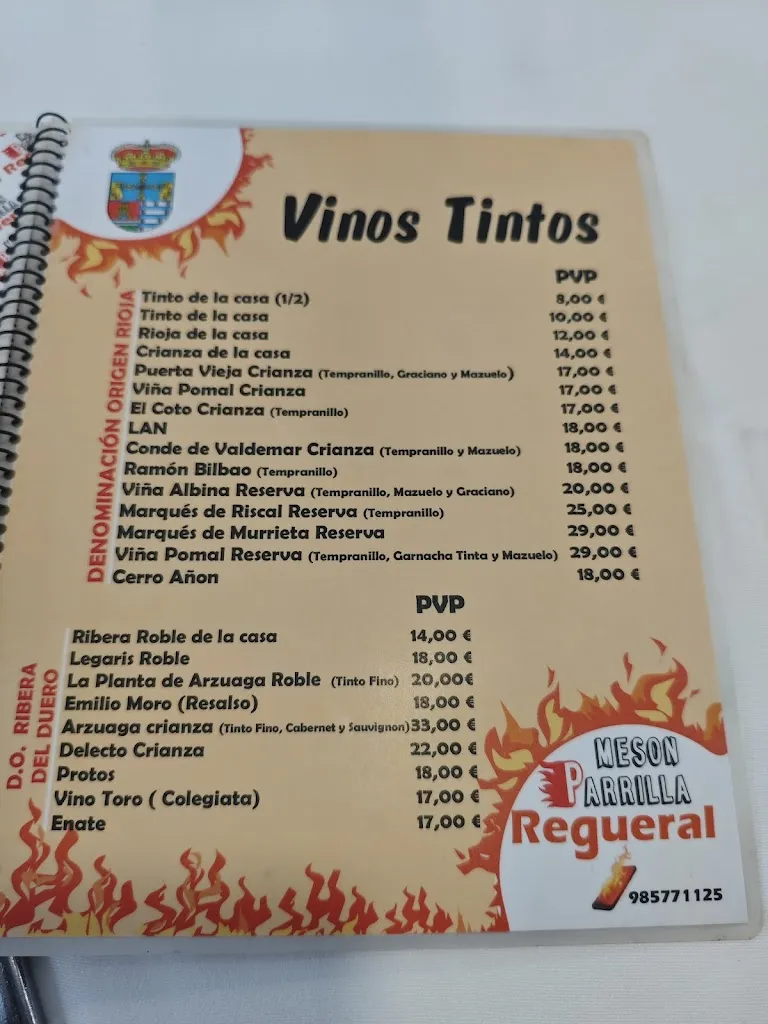 Vinos Tintos
PVP
DENOMINACIÓN ORIGEN RIOJA
Tinto de la casa (1/2) 8,00 €
Tinto de la casa 10,00 €
Rioja de la casa 12,00 €
Crianza de la casa 14,00 €
Puerta Vieja Crianza (Tempranillo, Graciano y Mazuelo) 17,00 €
Viña Pomal Crianza 17,00 €
El Coto Crianza (Tempranillo) 17,00 €
LAN 18,00 €
Conde de Valdemar Crianza (Tempranillo y Mazuelo) 18,00 €
Ramón Bilbao (Tempranillo) 18,00 €
Viña Albina Reserva (Tempranillo, Mazuelo y Graciano) 20,00 €
Marqués de Riscal Reserva (Tempranillo) 25,00 €
Marqués de Murrieta Reserva 29,00 €
Viña Pomal Reserva (Tempranillo, Garnacha Tinta y Mazuelo) 29,00 €
Cerro Añon 18,00 €
PVP
D.O. RIBERA
DEL DUERO
Ribera Roble de la casa 14,00 €
Legaris Roble 18,00 €
La Planta de Arzuaga Roble (Tinto Fino) 20,00€
Emilio Moro (Resalso) 18,00 €
Arzuaga crianza (Tinto Fino, Cabernet y Sauvignon) 33,00 €
Delecto Crianza 22,00 €
Protos 18,00 €
Vino Toro ( Colegiata) 17,00 €
Enate 17,00 €
MESON
PARRILLA
Regueral
985771125